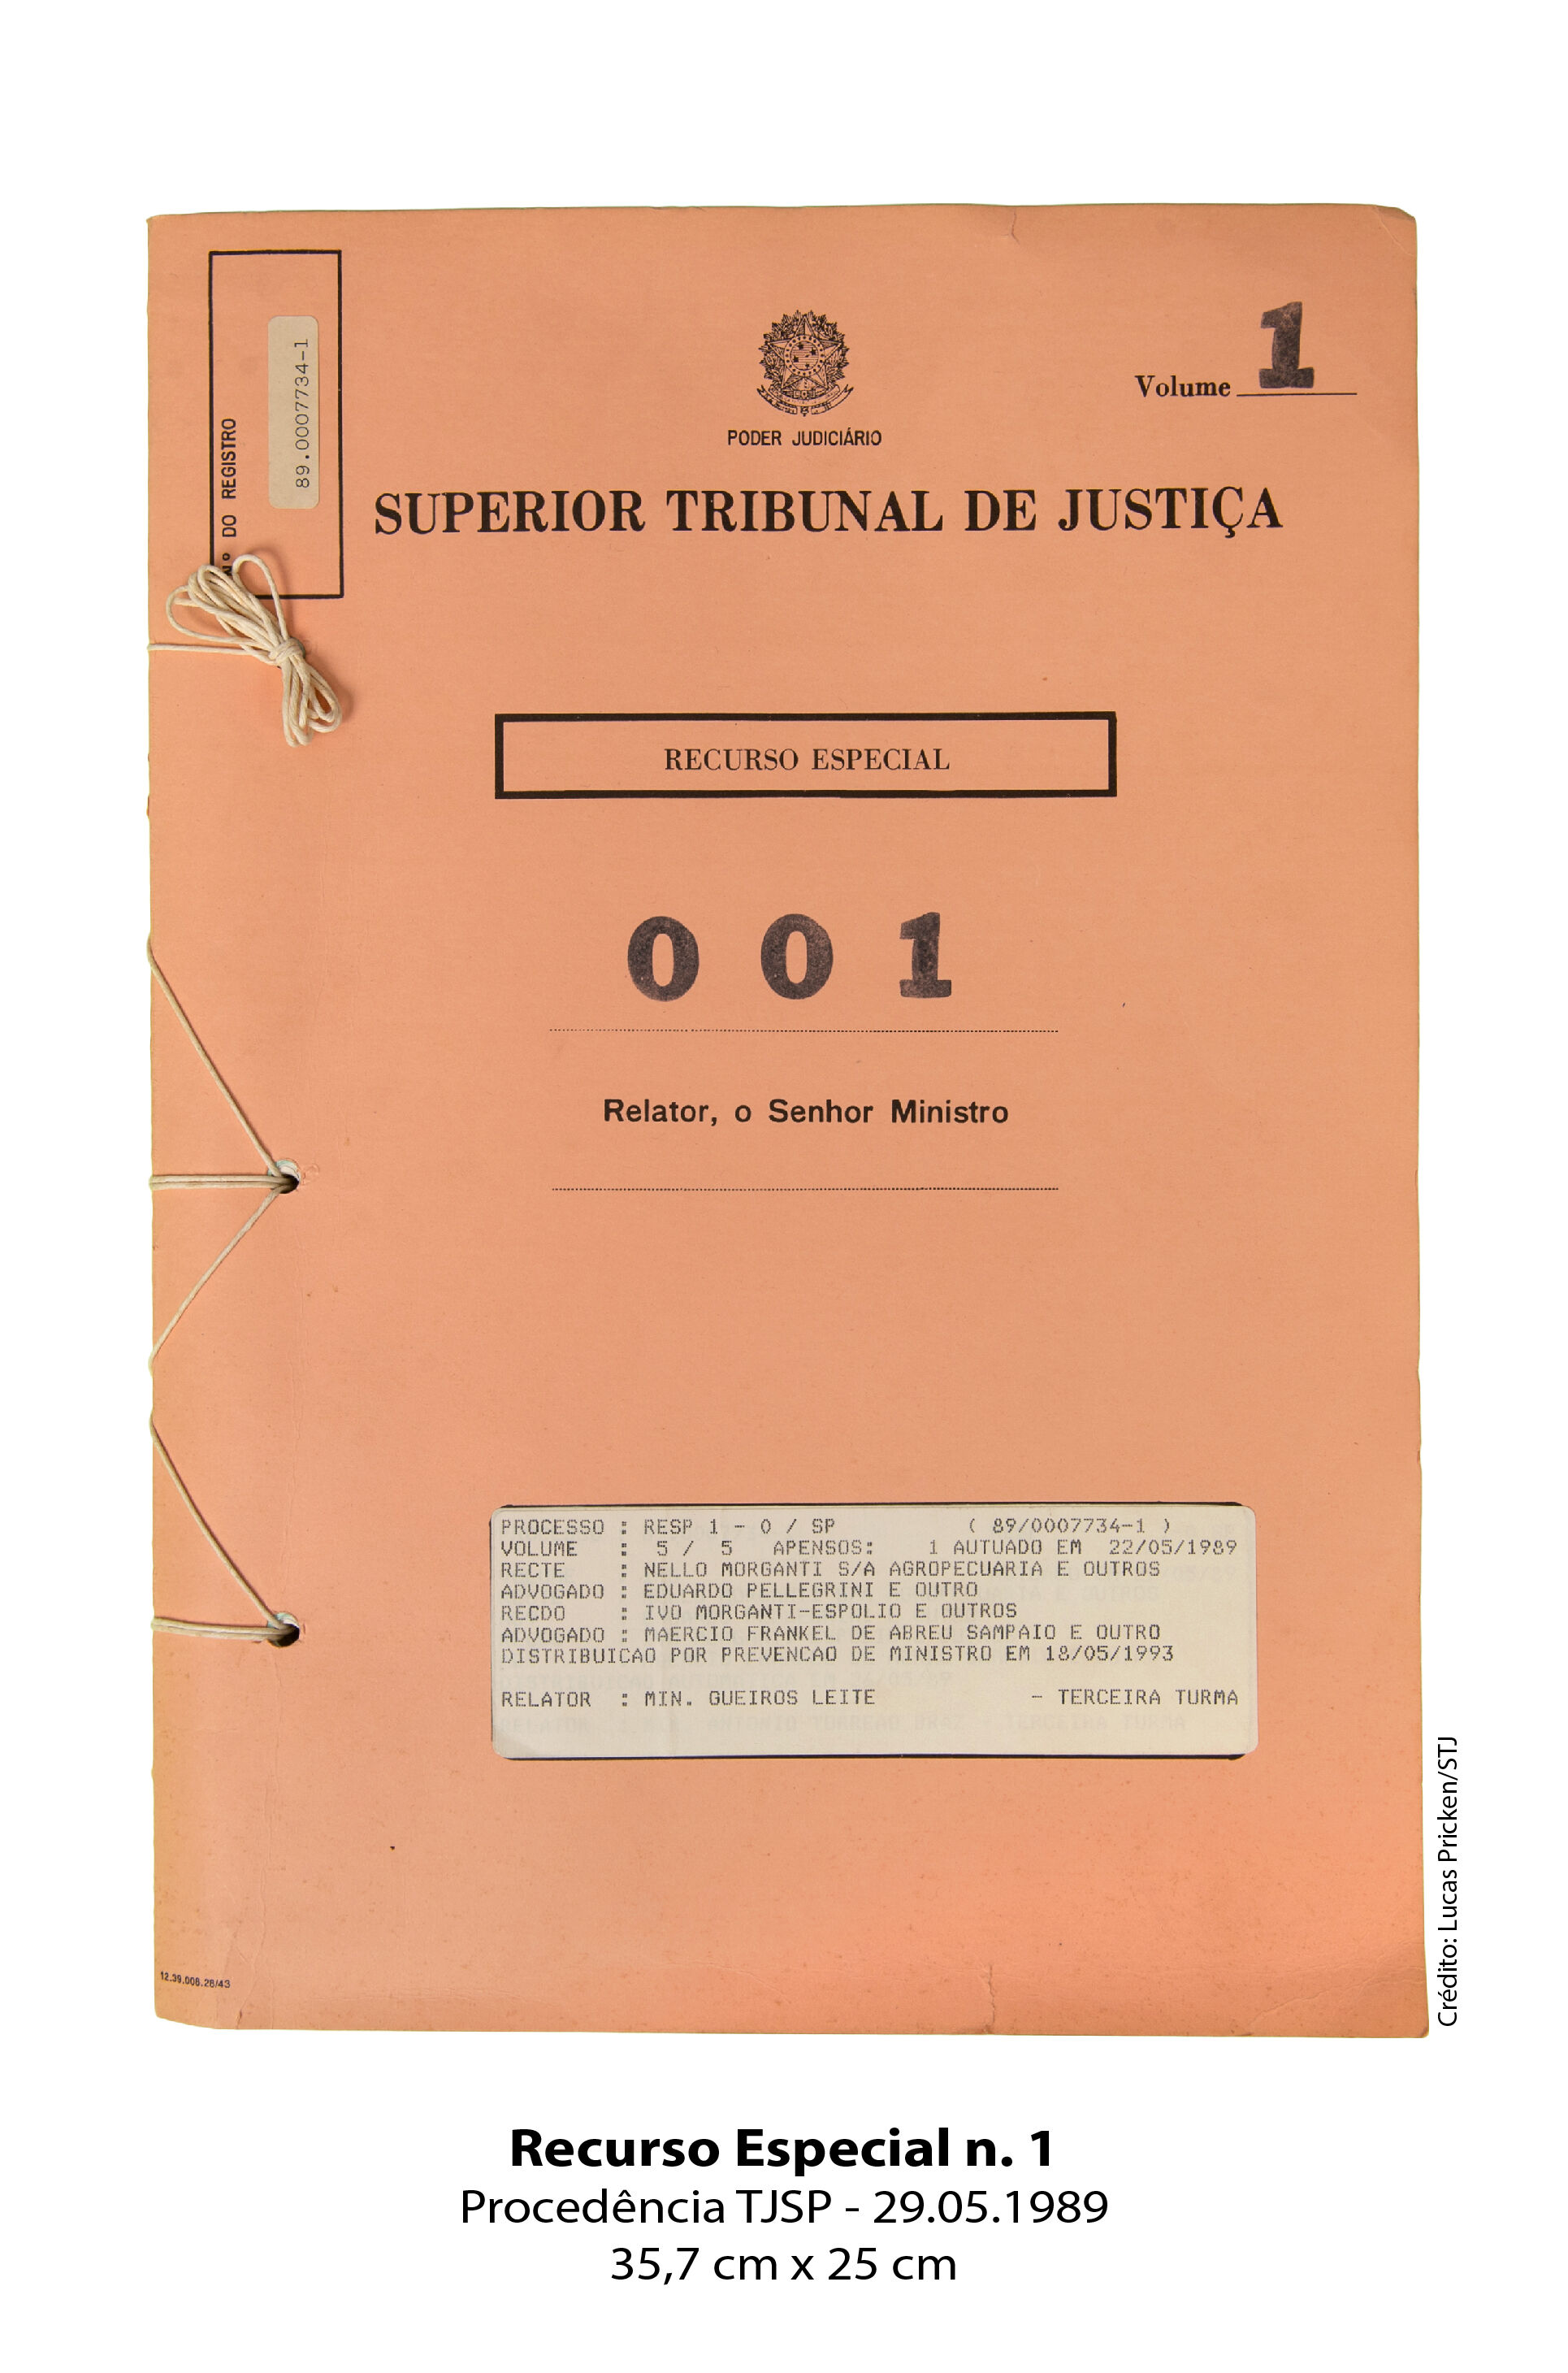 Nº DO REGISTRO
89.0007734-1
PODER JUDICIÁRIO
Volume 1
SUPERIOR TRIBUNAL DE JUSTIÇA
RECURSO ESPECIAL
0 0 1
Relator, o Senhor Ministro
PROCESSO : RESP 1 - 0 / SP ( 89/0007734-1 )
VOLUME : 5 / 5 APENSOS: 1 AUTUADO EM 22/05/1989
RECTE : NELLO MORGANTI S/A AGROPECUARIA E OUTROS
ADVOGADO : EDUARDO PELLEGRINI E OUTRO
RECDO : IVO MORGANTI-ESPOLIO E OUTROS
ADVOGADO : MAERCIO FRANKEL DE ABREU SAMPAIO E OUTRO
DISTRIBUICAO POR PREVENCAO DE MINISTRO EM 18/05/1993
RELATOR : MIN. GUEIROS LEITE - TERCEIRA TURMA
12.39.008.28/43
Crédito: Lucas Pricken/STJ
Recurso Especial n. 1
Procedência TJSP - 29.05.1989
35,7 cm x 25 cm